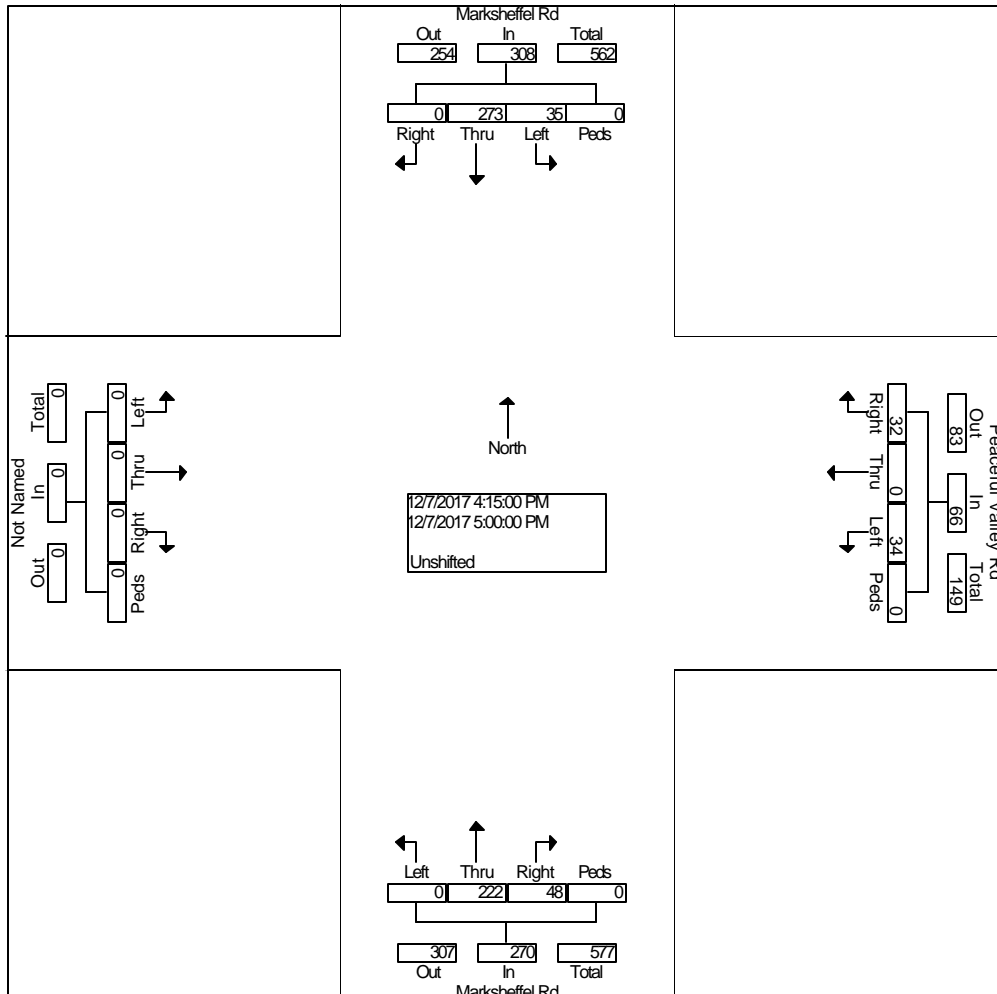 Marksheffel Rd
Out In Total
254 308 562
0 273 35 0
Right Thru Left Peds
Not Named
Total In Out
0 0 0
0 0 0 0
Left Thru Right Peds
North
12/7/2017 4:15:00 PM
12/7/2017 5:00:00 PM
Unshifted
Peaceful Valley Rd
Out In Total
83 66 149
32 0 34 0
Right Thru Left Peds
Left Thru Right Peds
0 222 48 0
307 270 577
Out In Total
Marksheffel Rd